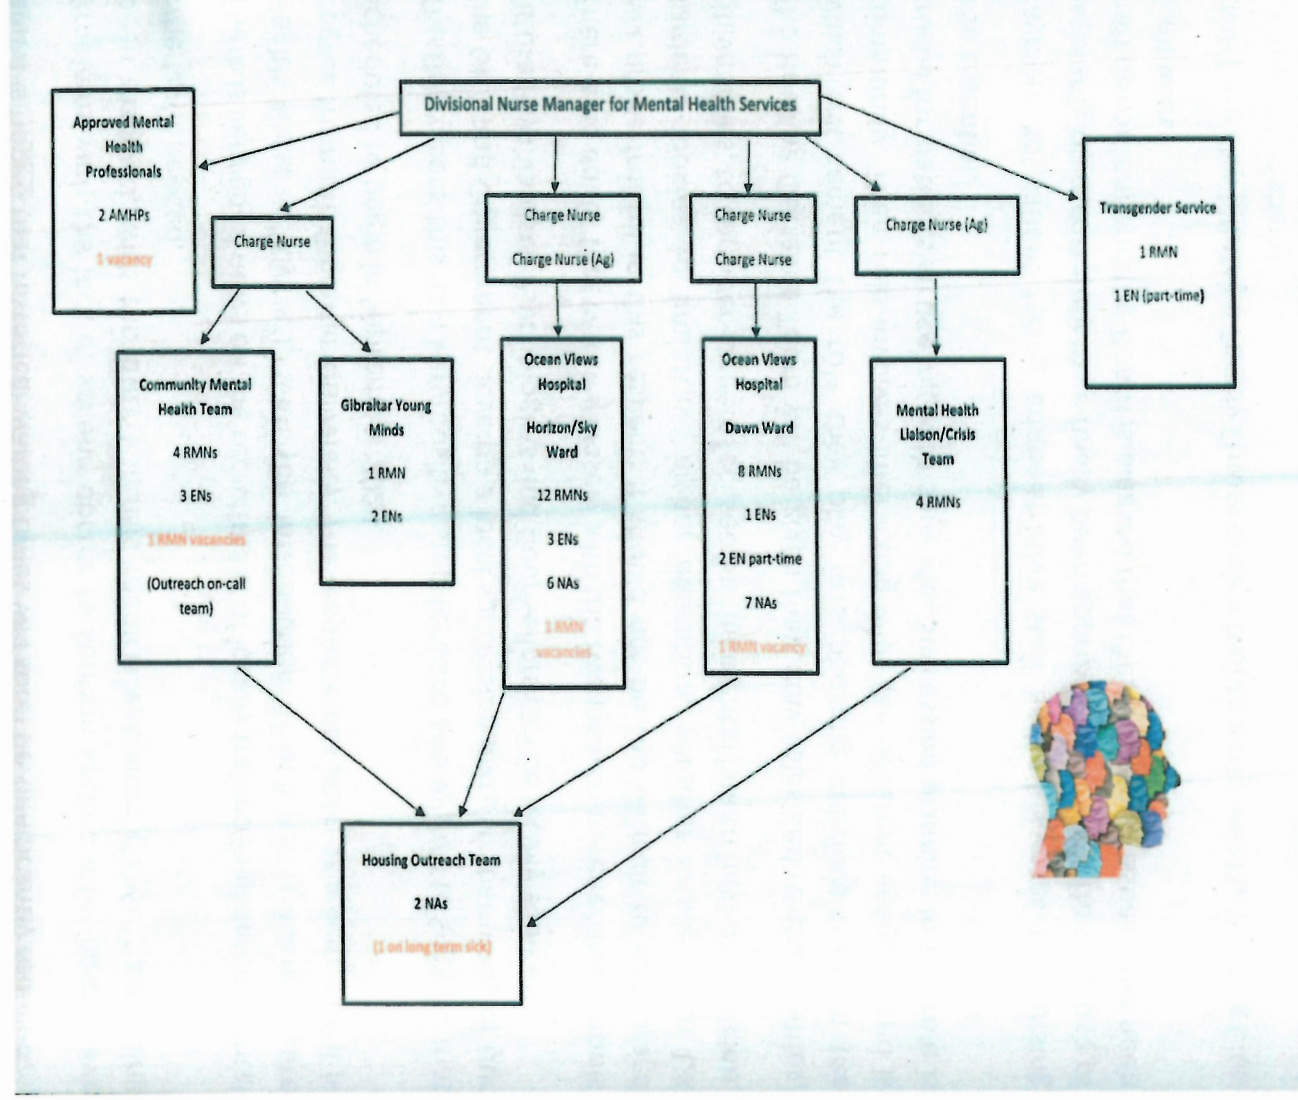 Divisional Nurse Manager for Mental Health Services
Approved Mental
Health
Professionals
2 AMHPs
1 vacancy
Charge Nurse
Charge Nurse
Charge Nurse (Ag)
Charge Nurse
Charge Nurse
Charge Nurse (Ag)
Transgender Service
1 RMN
1 EN (part-time)
Community Mental
Health Team
4 RMNs
3 ENs
1 RMN vacancies
(Outreach on-call
team)
Gibraltar Young
Minds
1 RMN
2 ENs
Ocean Views
Hospital
Horizon/Sky
Ward
12 RMNs
3 ENs
6 NAs
1 RMN
vacancies
Ocean Views
Hospital
Dawn Ward
8 RMNs
1 ENs
2 EN part-time
7 NAs
1 RMN vacancy
Mental Health
Liaison/Crisis
Team
4 RMNs
Housing Outreach Team
2 NAs
(1 on long term sick)